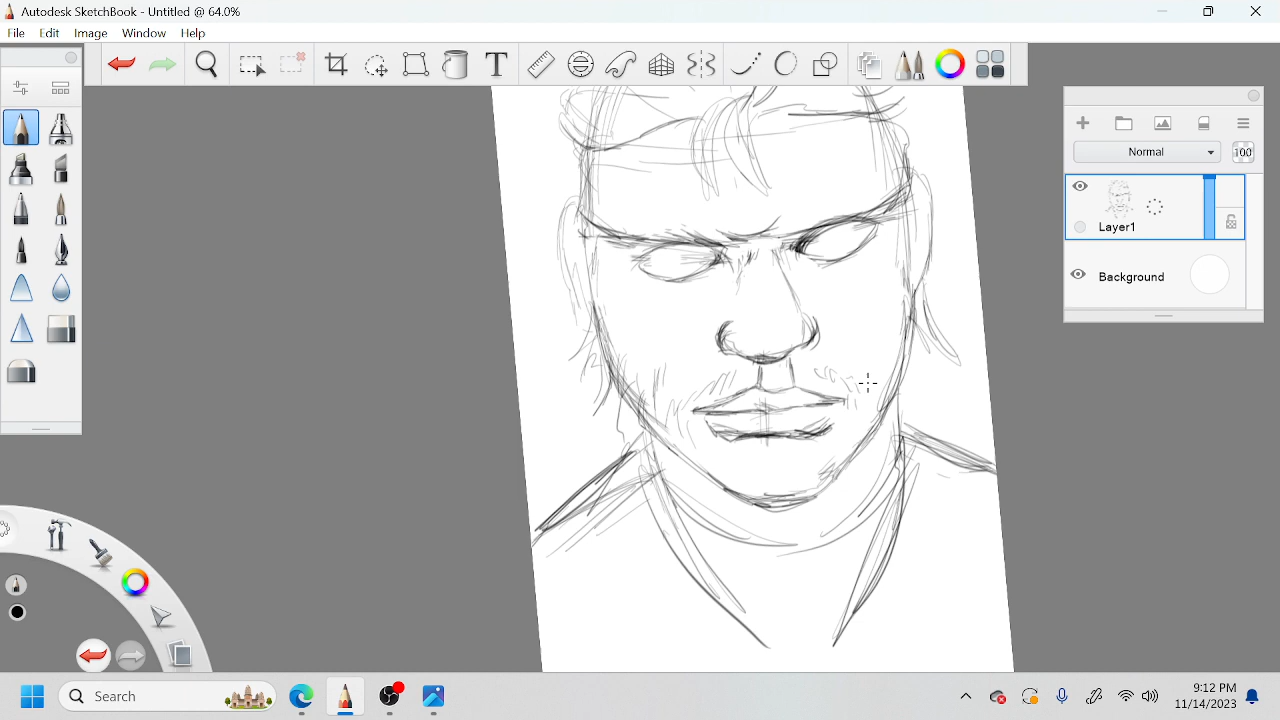 Autodesk SketchBook - Untitled @ 64.0%
File Edit Image Window Help
T
Normal 100
Layer1
Background
Search
9:12 PM
11/14/2023